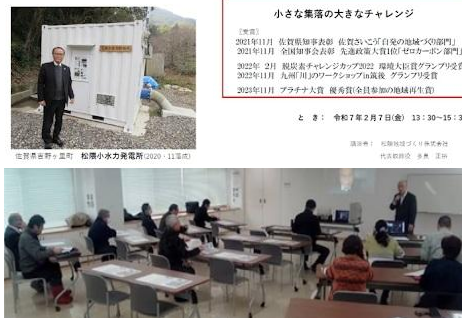 小さな集落の大きなチャレンジ
[受賞]
2021年11月 佐賀県知事表彰 佐賀さいこう「自発の地域づくり部門」
2021年11月 全国知事会表彰 先進政策大賞1位「ゼロカーボン部門」
2022年 2月 脱炭素チャレンジカップ2022 環境大臣賞グランプリ受賞
2022年11月 九州「川」のワークショップin筑後 グランプリ受賞
2023年11月 プラチナ大賞 優秀賞(全員参加の地域再生賞)
と き: 令和7年2月7日(金) 13:30～15:3
松隈地域づくり株式会社
代表取締役
佐賀県吉野ヶ里町 松隈小水力発電所(2020.11落成)